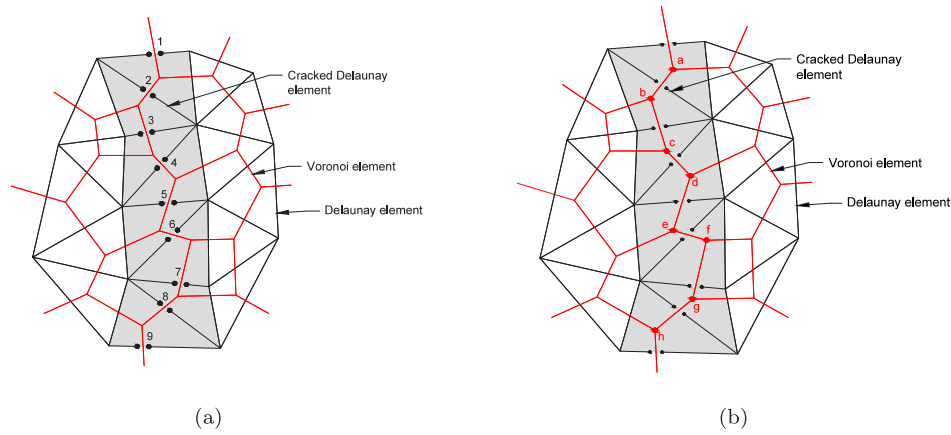 1
2
Cracked Delaunay
element
3
4
Voronoi element
5
Delaunay element
6
7
8
9
(a)
a
Cracked Delaunay
element
b
c
Voronoi element
d
Delaunay element
e
f
g
h
(b)